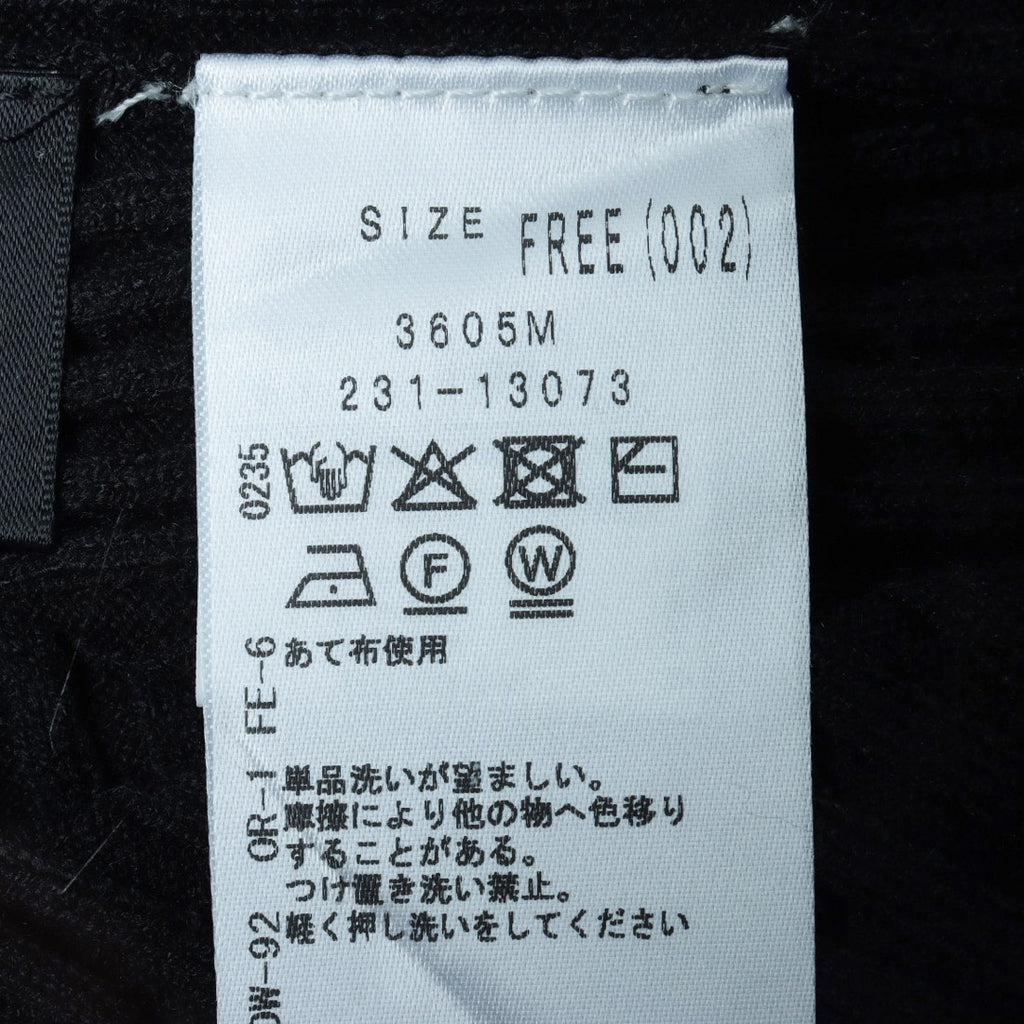 SIZE FREE(002)
3605M
231-13073
0235
F W
あて布使用
FE-6
単品洗いが望ましい。
摩擦により他の物へ色移り
することがある。
つけ置き洗い禁止。
軽く押し洗いをしてください
OR-1